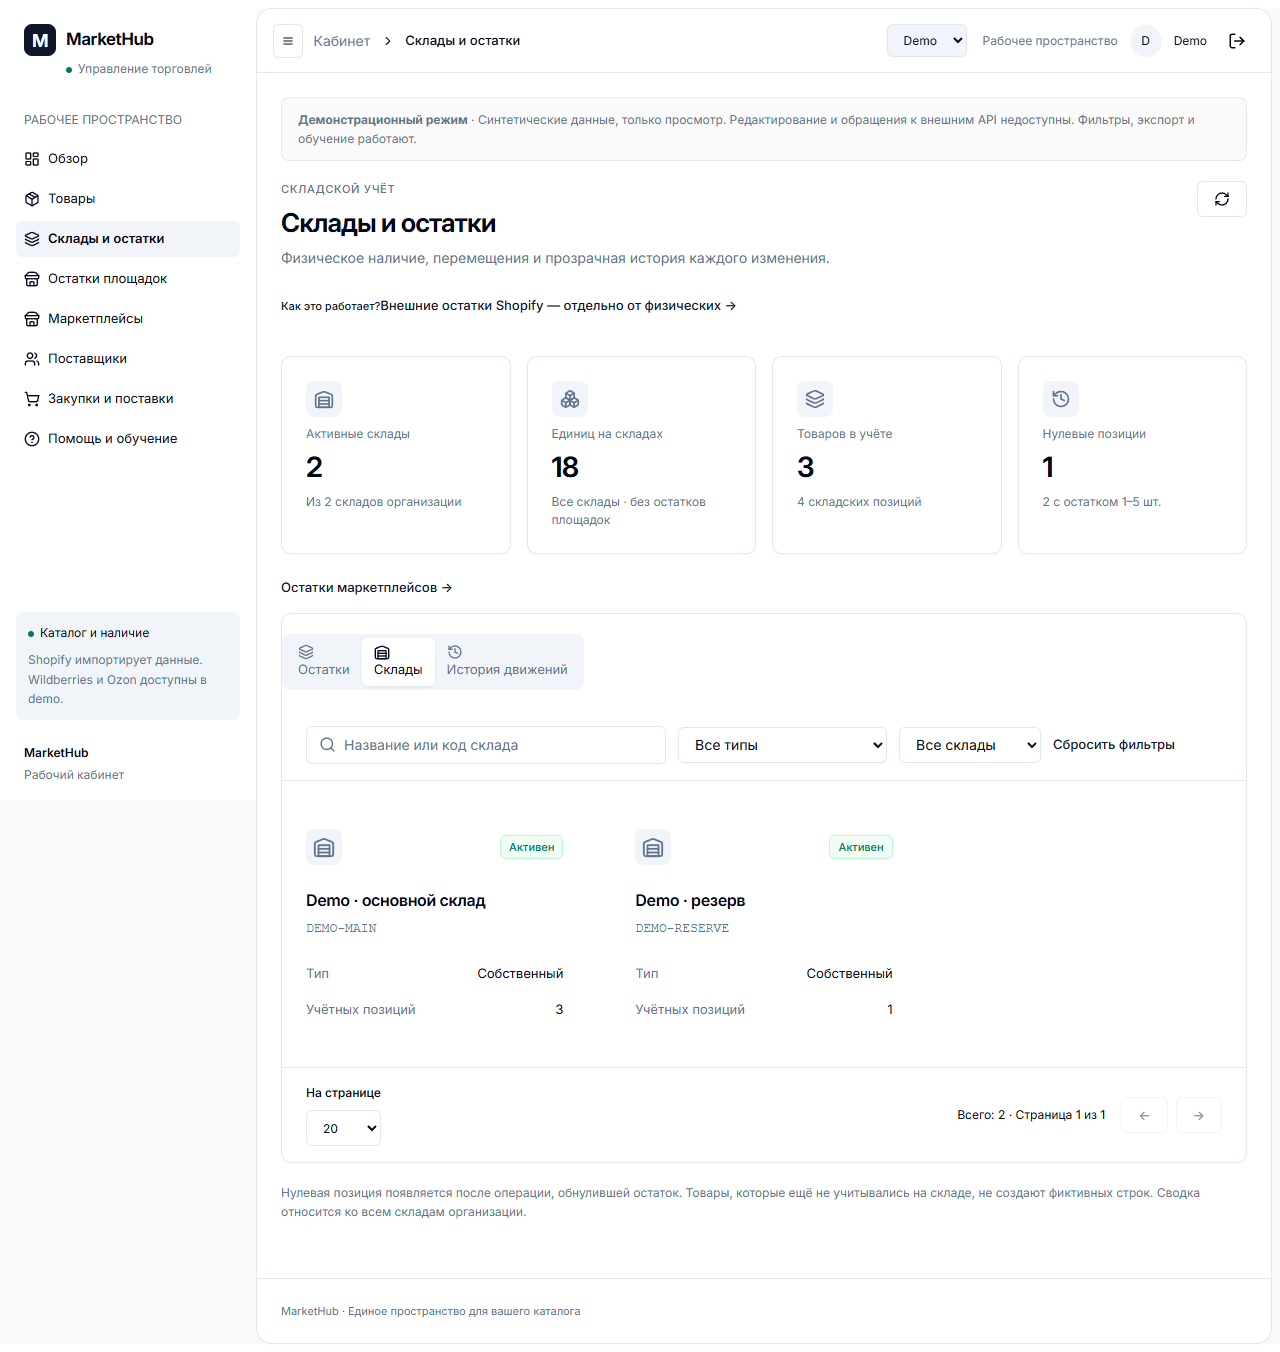 M MarketHub
Управление торговлей
РАБОЧЕЕ ПРОСТРАНСТВО
Обзор
Товары
Склады и остатки
Остатки площадок
Маркетплейсы
Поставщики
Закупки и поставки
Помощь и обучение
Каталог и наличие
Shopify импортирует данные.
Wildberries и Ozon доступны в
demo.
MarketHub
Рабочий кабинет
Кабинет > Склады и остатки
Demo
Рабочее пространство
D
Demo
Демонстрационный режим · Синтетические данные, только просмотр. Редактирование и обращения к внешним API недоступны. Фильтры, экспорт и
обучение работают.
СКЛАДСКОЙ УЧЁТ
Склады и остатки
Физическое наличие, перемещения и прозрачная история каждого изменения.
Как это работает?Внешние остатки Shopify — отдельно от физических →
Активные склады
2
Из 2 складов организации
Единиц на складах
18
Все склады · без остатков
площадок
Товаров в учёте
3
4 складских позиций
Нулевые позиции
1
2 с остатком 1–5 шт.
Остатки маркетплейсов →
Остатки
Склады
История движений
Название или код склада
Все типы
Все склады
Сбросить фильтры
Активен
Demo · основной склад
DEMO-MAIN
Тип Собственный
Учётных позиций 3
Активен
Demo · резерв
DEMO-RESERVE
Тип Собственный
Учётных позиций 1
На странице
20
Всего: 2 · Страница 1 из 1
← →
Нулевая позиция появляется после операции, обнулившей остаток. Товары, которые ещё не учитывались на складе, не создают фиктивных строк. Сводка
относится ко всем складам организации.
MarketHub · Единое пространство для вашего каталога